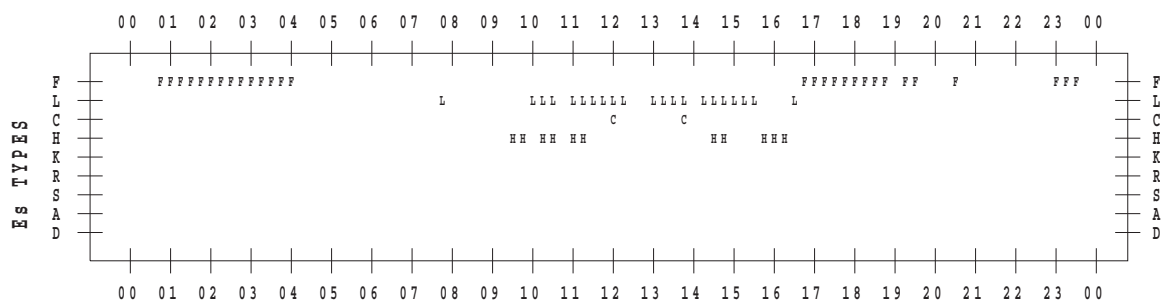 00 01 02 03 04 05 06 07 08 09 10 11 12 13 14 15 16 17 18 19 20 21 22 23 00
F FFFFFFFFFFFFFF FFFFFFFFF FF F FFF F
L L LLL LLLLLL LLLL LLLLLL L L
C C C C
H HH HH HH HH HHH H
K K
R R
S S
A A
D D
Es TYPES
00 01 02 03 04 05 06 07 08 09 10 11 12 13 14 15 16 17 18 19 20 21 22 23 00